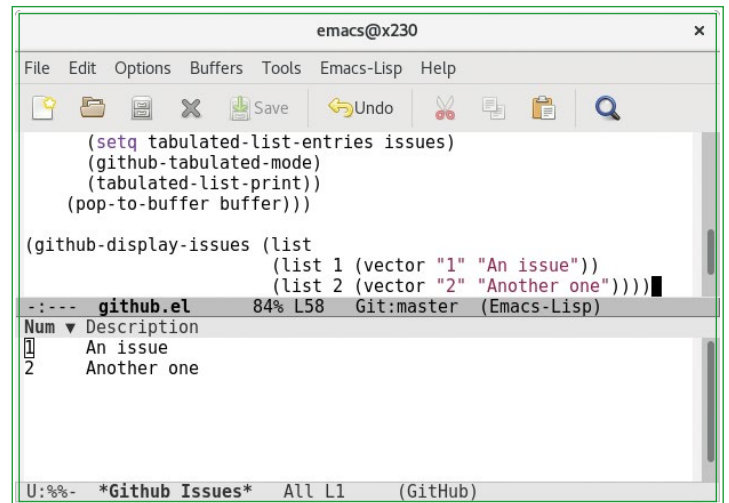 emacs@x230 ×
File Edit Options Buffers Tools Emacs-Lisp Help
Save Undo
(setq tabulated-list-entries issues)
(github-tabulated-mode)
(tabulated-list-print))
(pop-to-buffer buffer)))
(github-display-issues (list
(list 1 (vector "1" "An issue"))
(list 2 (vector "2" "Another one"))))
-:--- github.el 84% L58 Git:master (Emacs-Lisp)
Num ▼ Description
1 An issue
2 Another one
U:%%- *Github Issues* All L1 (GitHub)